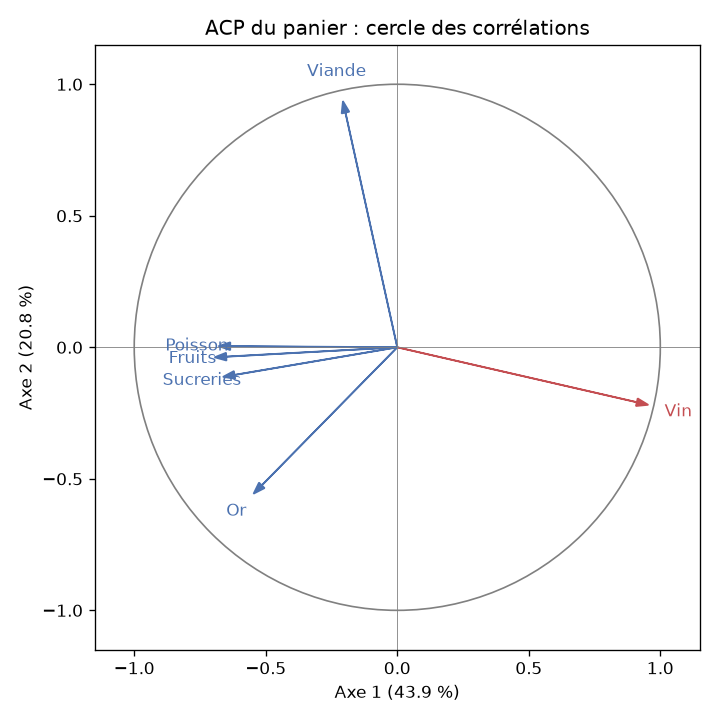 ACP du panier : cercle des corrélations
Viande
Poisson
Fruits
Sucreries
Or
Vin
1.0
0.5
0.0
−0.5
−1.0
Axe 2 (20.8 %)
−1.0 −0.5 0.0 0.5 1.0
Axe 1 (43.9 %)